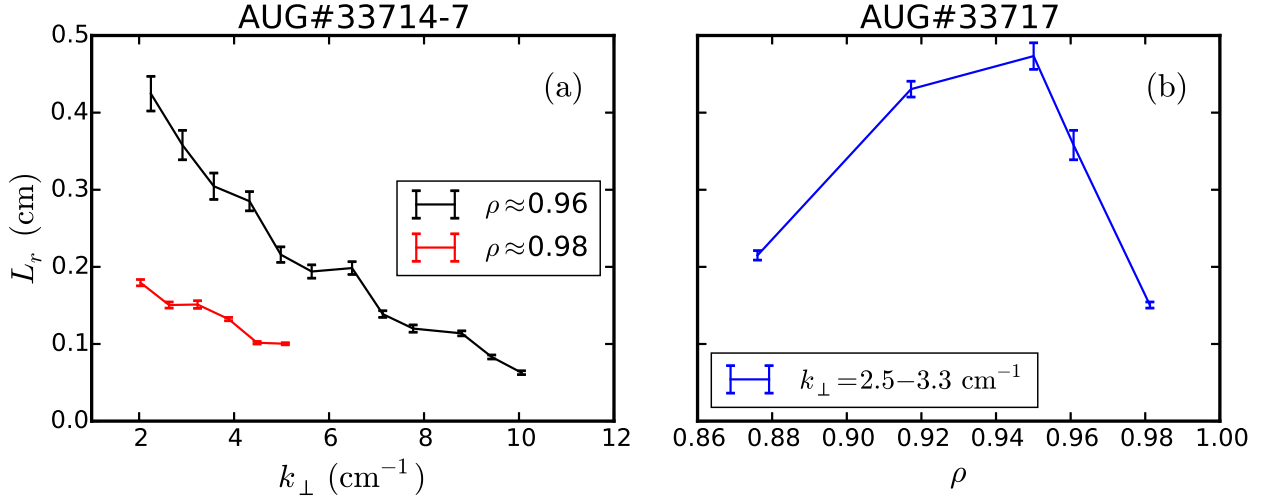 AUG#33714-7
0.5
0.4
0.3
0.2
0.1
0.0
L_r (cm)
(a)
ρ≈0.96
ρ≈0.98
2 4 6 8 10 12
k_⊥ (cm⁻¹)
AUG#33717
(b)
k_⊥=2.5−3.3 cm⁻¹
0.86 0.88 0.90 0.92 0.94 0.96 0.98 1.00
ρ